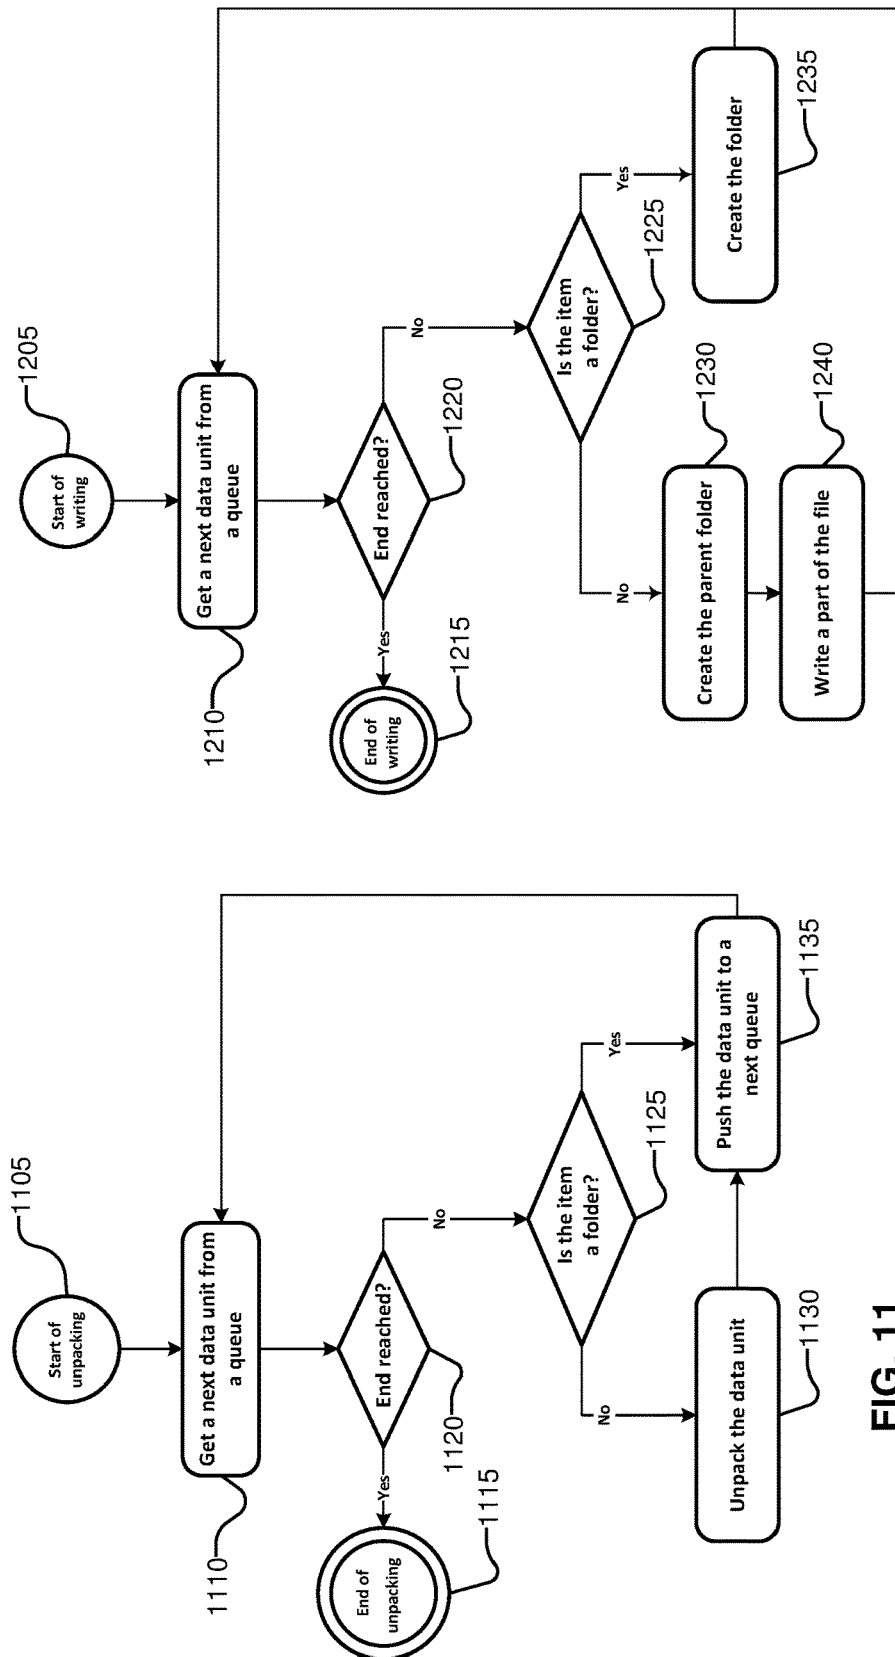 1105
Start of
unpacking
Get a next data unit from
a queue
1110
End reached?
1120
Yes
No
End of
unpacking
1115
Is the item
a folder?
1125
No
Yes
Unpack the data unit
1130
Push the data unit to a
next queue
1135
FIG. 11
1205
Start of
writing
Get a next data unit from
a queue
1210
End reached?
1220
Yes
No
End of
writing
1215
Is the item
a folder?
1225
No
Yes
Create the parent folder
1230
Create the folder
1235
Write a part of the file
1240